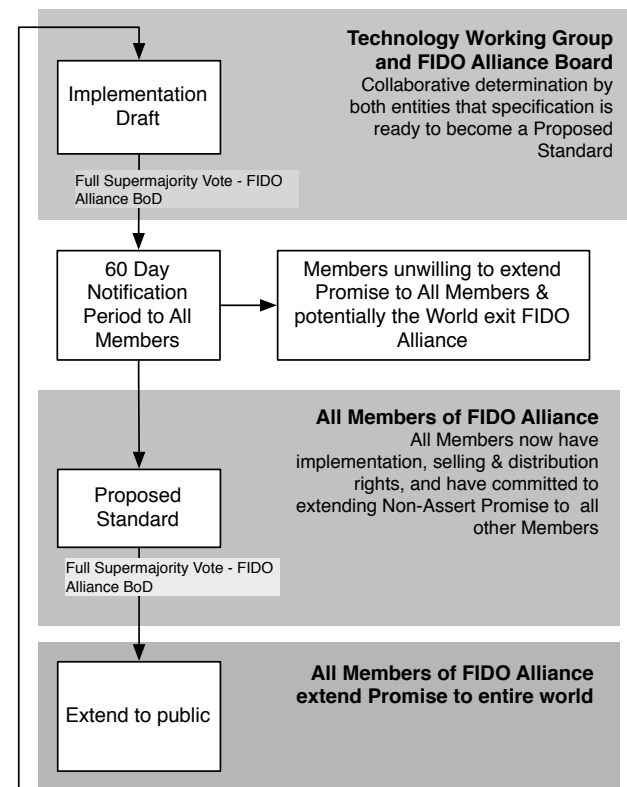 Technology Working Group
and FIDO Alliance Board
Collaborative determination by
both entities that specification is
ready to become a Proposed
Standard
Implementation
Draft
Full Supermajority Vote - FIDO
Alliance BoD
60 Day
Notification
Period to All
Members
Members unwilling to extend
Promise to All Members &
potentially the World exit FIDO
Alliance
All Members of FIDO Alliance
All Members now have
implementation, selling & distribution
rights, and have committed to
extending Non-Assert Promise to all
other Members
Proposed
Standard
Full Supermajority Vote - FIDO
Alliance BoD
All Members of FIDO Alliance
extend Promise to entire world
Extend to public